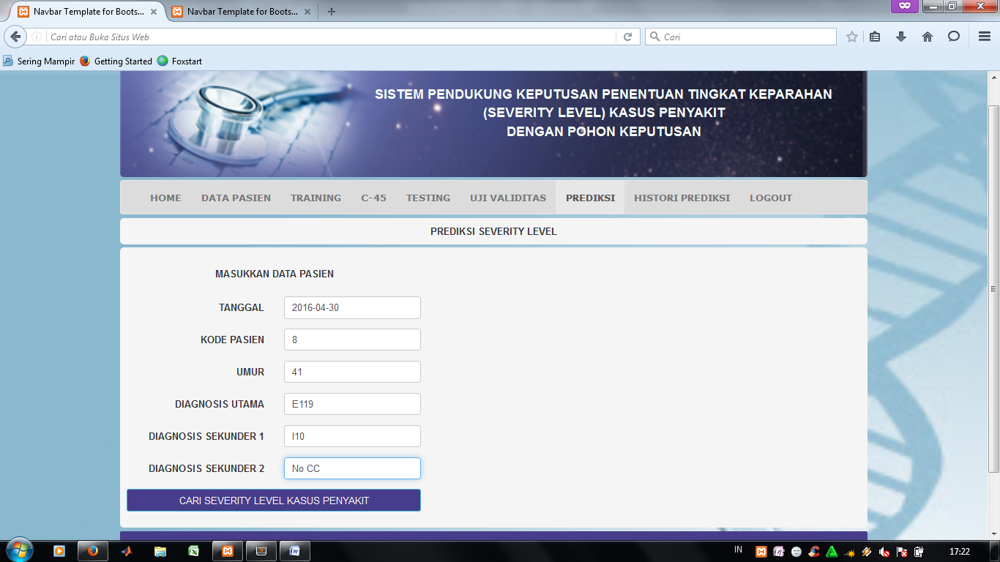 Navbar Template for Boots...
Navbar Template for Boots...
Cari atau Buka Situs Web
Cari
Sering Mampir
Getting Started
Foxstart
SISTEM PENDUKUNG KEPUTUSAN PENENTUAN TINGKAT KEPARAHAN
(SEVERITY LEVEL) KASUS PENYAKIT
DENGAN POHON KEPUTUSAN
HOME DATA PASIEN TRAINING C-45 TESTING UJI VALIDITAS PREDIKSI HISTORI PREDIKSI LOGOUT
PREDIKSI SEVERITY LEVEL
MASUKKAN DATA PASIEN
TANGGAL 2016-04-30
KODE PASIEN 8
UMUR 41
DIAGNOSIS UTAMA E119
DIAGNOSIS SEKUNDER 1 I10
DIAGNOSIS SEKUNDER 2 No CC
CARI SEVERITY LEVEL KASUS PENYAKIT
IN
17:22